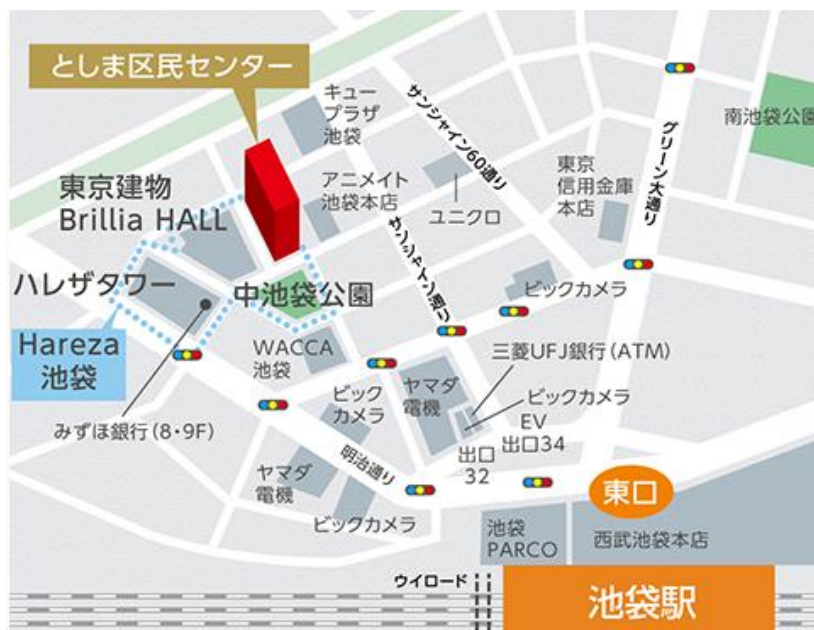 としま区民センター
キュー
プラザ
池袋
サンシャイン60通り
グリーン大通り
南池袋公園
東京建物
Brillia HALL
アニメイト
池袋本店
ユニクロ
東京
信用金庫
本店
サンシャイン通り
ハレザタワー
中池袋公園
ビックカメラ
Hareza
池袋
WACCA
池袋
三菱UFJ銀行(ATM)
ビック
カメラ
ヤマダ
電機
ビックカメラ
みずほ銀行(8・9F)
EV
出口34
出口
32
明治通り
ヤマダ
電機
ビックカメラ
東口
池袋
PARCO
西武池袋本店
ウイロード
池袋駅